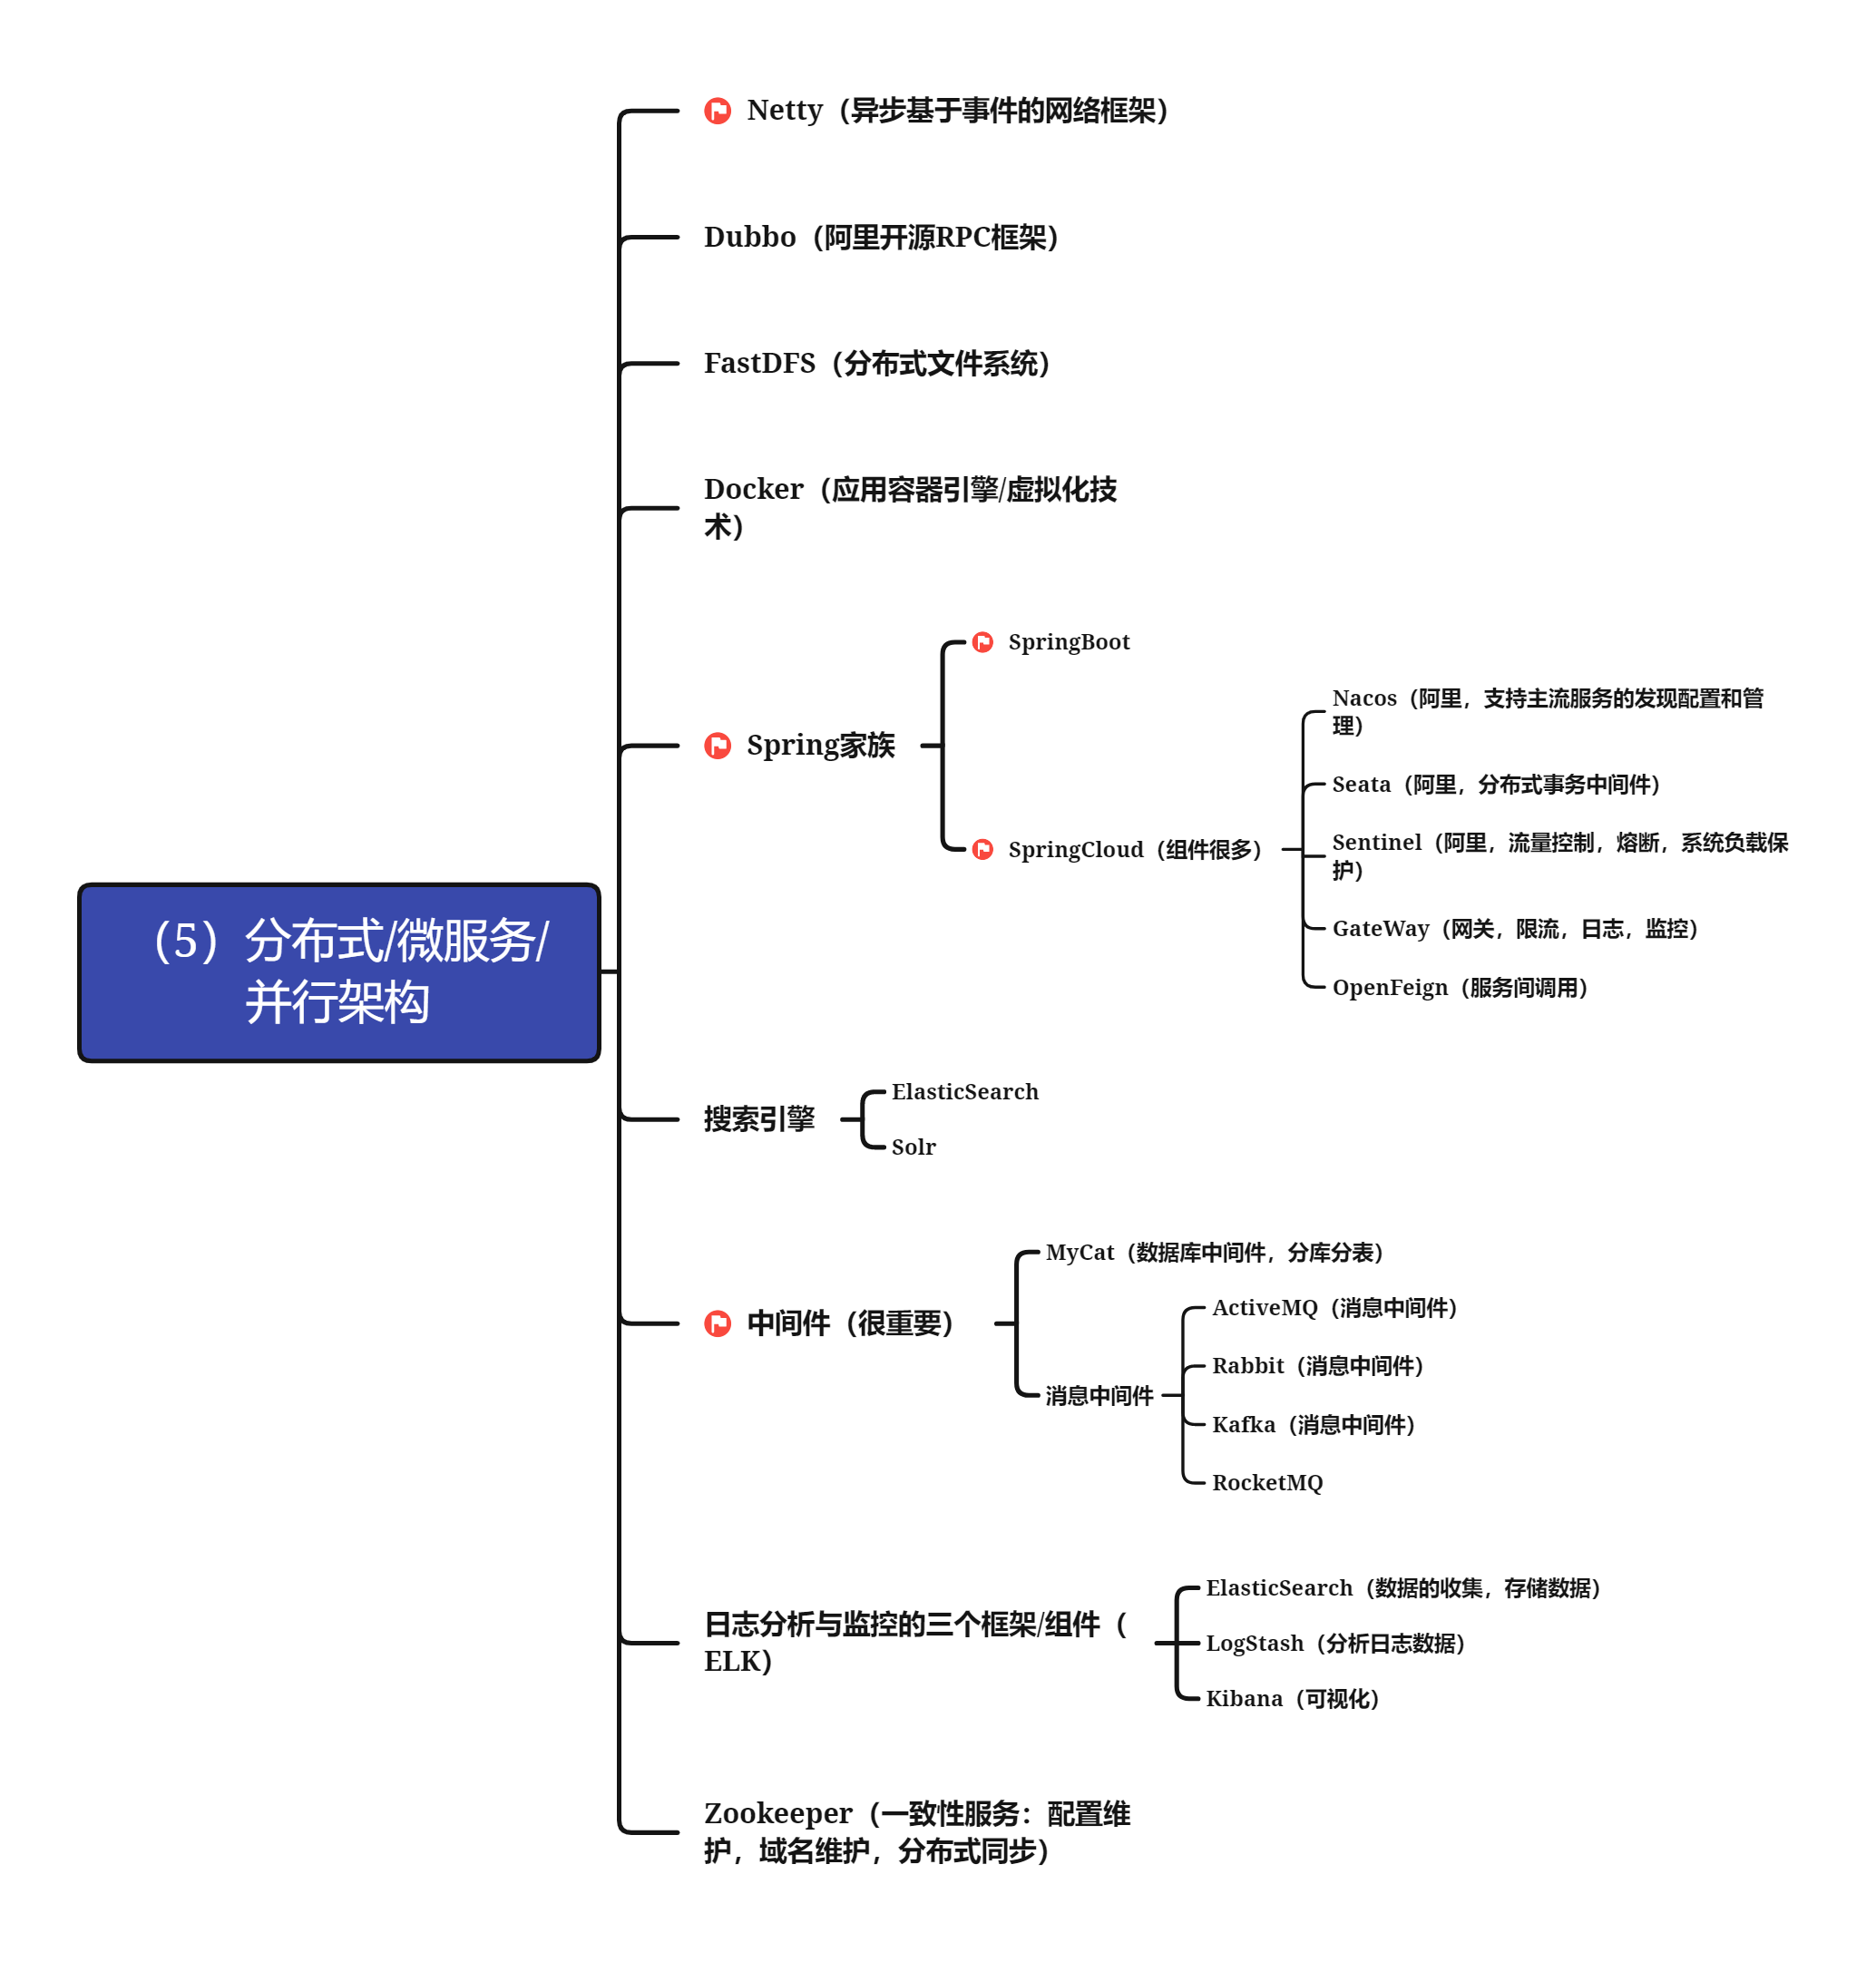 Netty（异步基于事件的网络框架）
Dubbo（阿里开源RPC框架）
FastDFS（分布式文件系统）
Docker（应用容器引擎/虚拟化技
术）
Spring家族
SpringBoot
SpringCloud（组件很多）
Nacos（阿里，支持主流服务的发现配置和管
理）
Seata（阿里，分布式事务中间件）
Sentinel（阿里，流量控制，熔断，系统负载保
护）
GateWay（网关，限流，日志，监控）
OpenFeign（服务间调用）
（5）分布式/微服务/
并行架构
搜索引擎
ElasticSearch
Solr
中间件（很重要）
MyCat（数据库中间件，分库分表）
消息中间件
ActiveMQ（消息中间件）
Rabbit（消息中间件）
Kafka（消息中间件）
RocketMQ
日志分析与监控的三个框架/组件（
ELK）
ElasticSearch（数据的收集，存储数据）
LogStash（分析日志数据）
Kibana（可视化）
Zookeeper（一致性服务：配置维
护，域名维护，分布式同步）